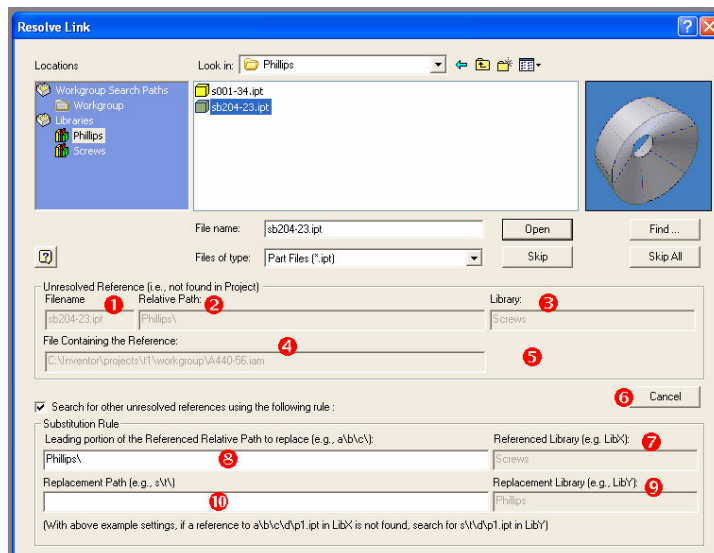 Resolve Link
Locations
Look in: Phillips
Workgroup Search Paths
Workgroup
Libraries
Phillips
Screws
s001-34.ipt
sb204-23.ipt
File name: sb204-23.ipt Open Find ...
Files of type: Part Files (*.ipt) Skip Skip All
Unresolved Reference (i.e., not found in Project)
Filename 1 Relative Path: 2 Library: 3
sb204-23.ipt Phillips\ Screws
File Containing the Reference: 4 5
C:\Inventor\projects\t1\workgroup\A440-56.iam
6 Cancel
Search for other unresolved references using the following rule :
Substitution Rule
Leading portion of the Referenced Relative Path to replace (e.g., a\b\c\): Referenced Library (e.g. LibX): 7
Phillips\ 8 Screws
Replacement Path (e.g., s\t\) Replacement Library (e.g., LibY): 9
10 Phillips
(With above example settings, if a reference to a\b\c\d\p1.ipt in LibX is not found, search for s\t\d\p1.ipt in LibY)